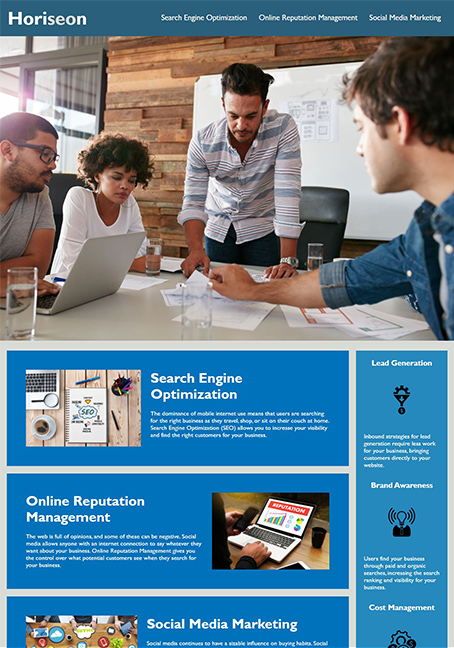 Horiseon
Search Engine Optimization
Online Reputation Management
Social Media Marketing
Search Engine
Optimization
The dominance of mobile internet use means that users are searching
for the right business as they travel, shop, or sit on their couch at home.
Search Engine Optimization (SEO) allows you to increase your visibility
and find the right customers for your business.
SEO
Online Reputation
Management
The web is full of opinions, and some of these can be negitive. Social
media allows anyone with an internet connection to say whatever they
want about your business. Online Reputation Management gives you
the control over what potential customers see when they search for
your business.
REPUTATION
Social Media Marketing
Social media continues to have a sizable influence on buying habits. Social
Lead Generation
Inbound strategies for lead
generation require less work
for your business, bringing
customers directly to your
website.
Brand Awareness
Users find your business
through paid and organic
searches, increasing the search
ranking and visibility for your
business.
Cost Management